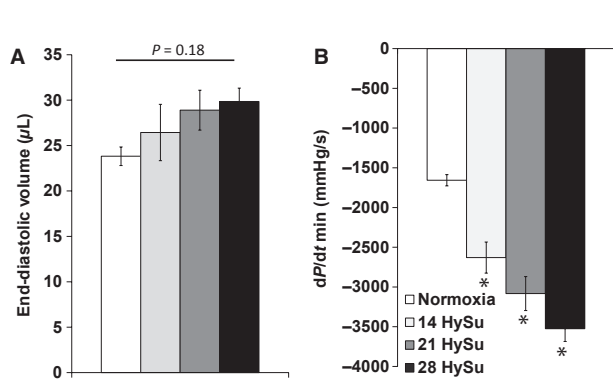 A
P = 0.18
End-diastolic volume (µL)
35
30
25
20
15
10
5
0
B
dP/dt min (mmHg/s)
0
–500
–1000
–1500
–2000
–2500
–3000
–3500
–4000
*
*
*
Normoxia
14 HySu
21 HySu
28 HySu